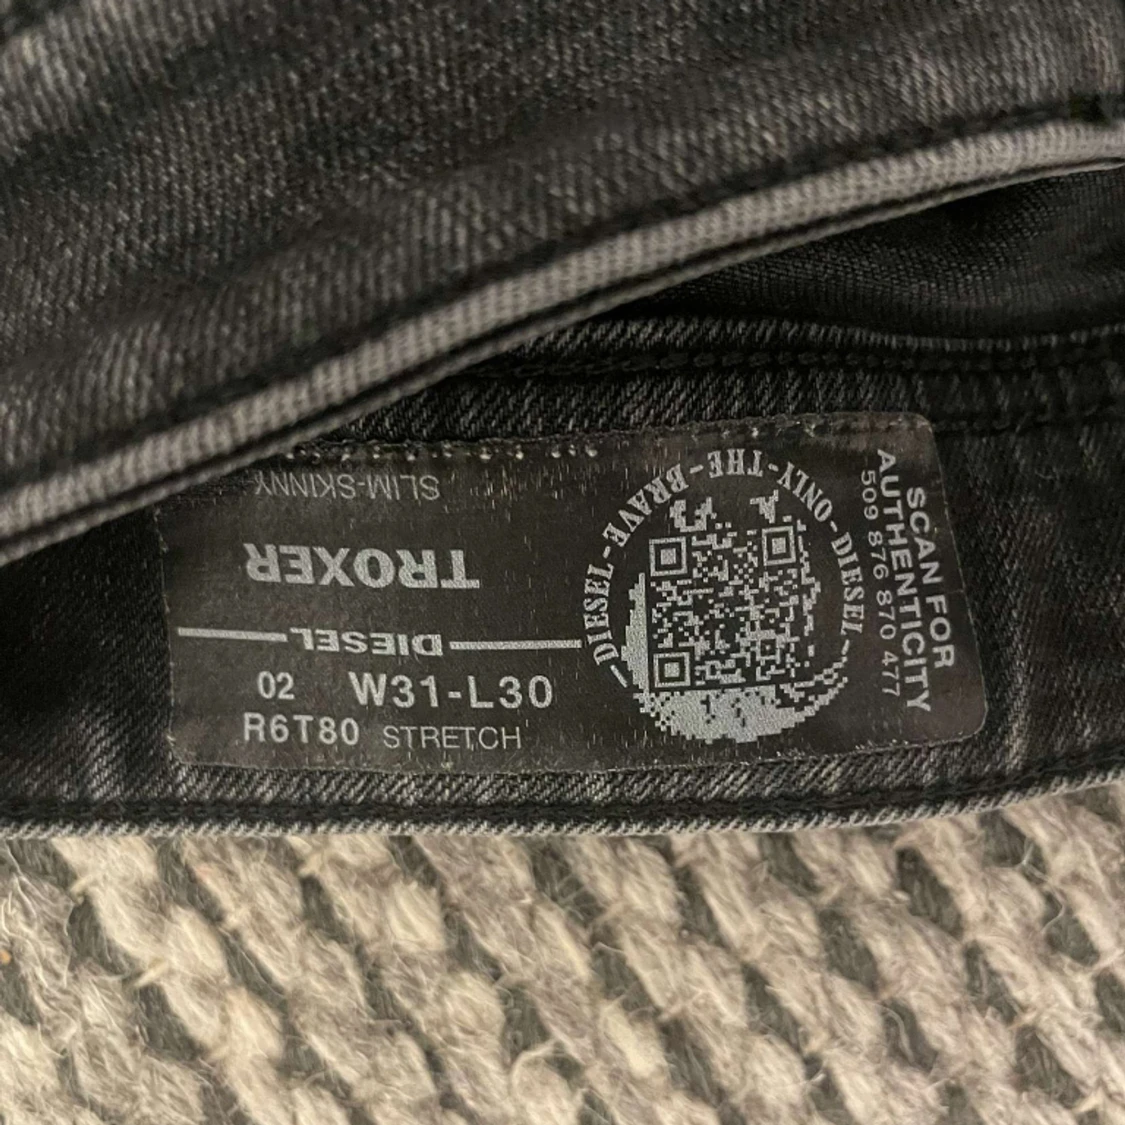 SLIM-SKINNY
TROXER
DIESEL
02 W31-L30
R6T80 STRETCH
DIESEL-THE-BRAVE-ONLY-DIESEL
SCAN FOR
AUTHENTICITY
509 876 870 477